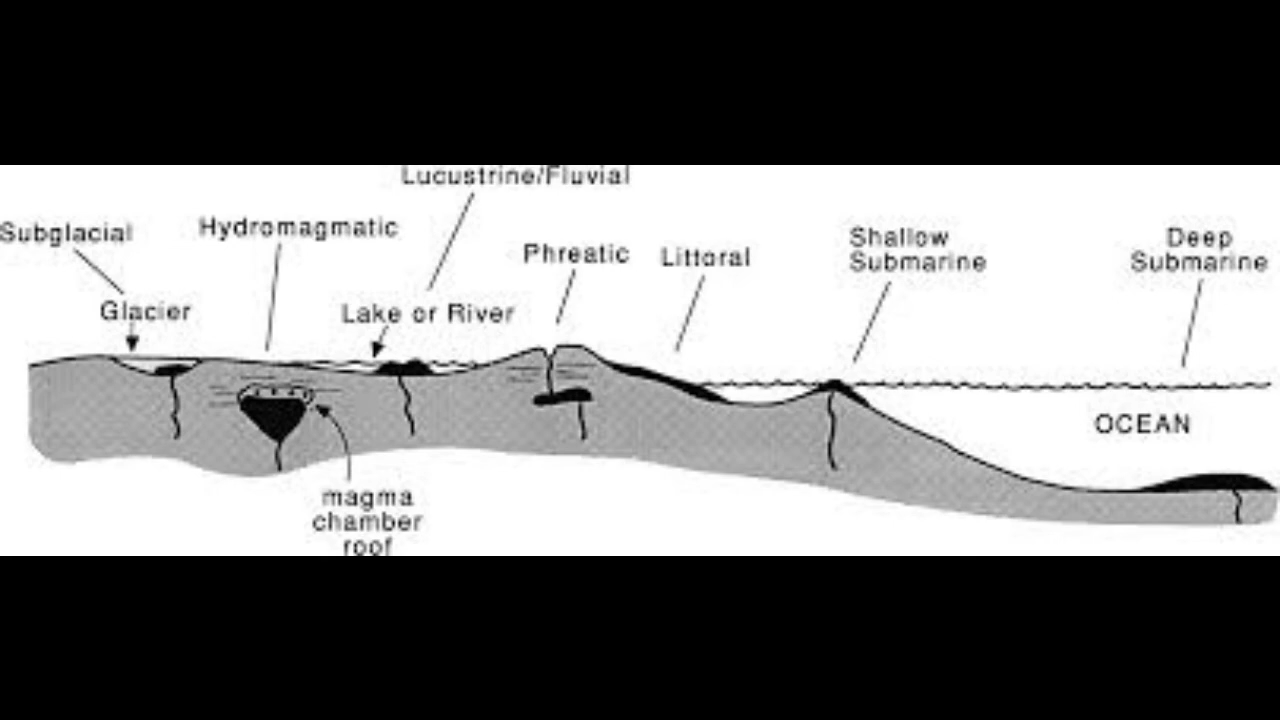 Lucustrine/Fluvial
Subglacial
Hydromagmatic
Phreatic
Littoral
Shallow
Submarine
Deep
Submarine
Glacier
Lake or River
OCEAN
magma
chamber
roof